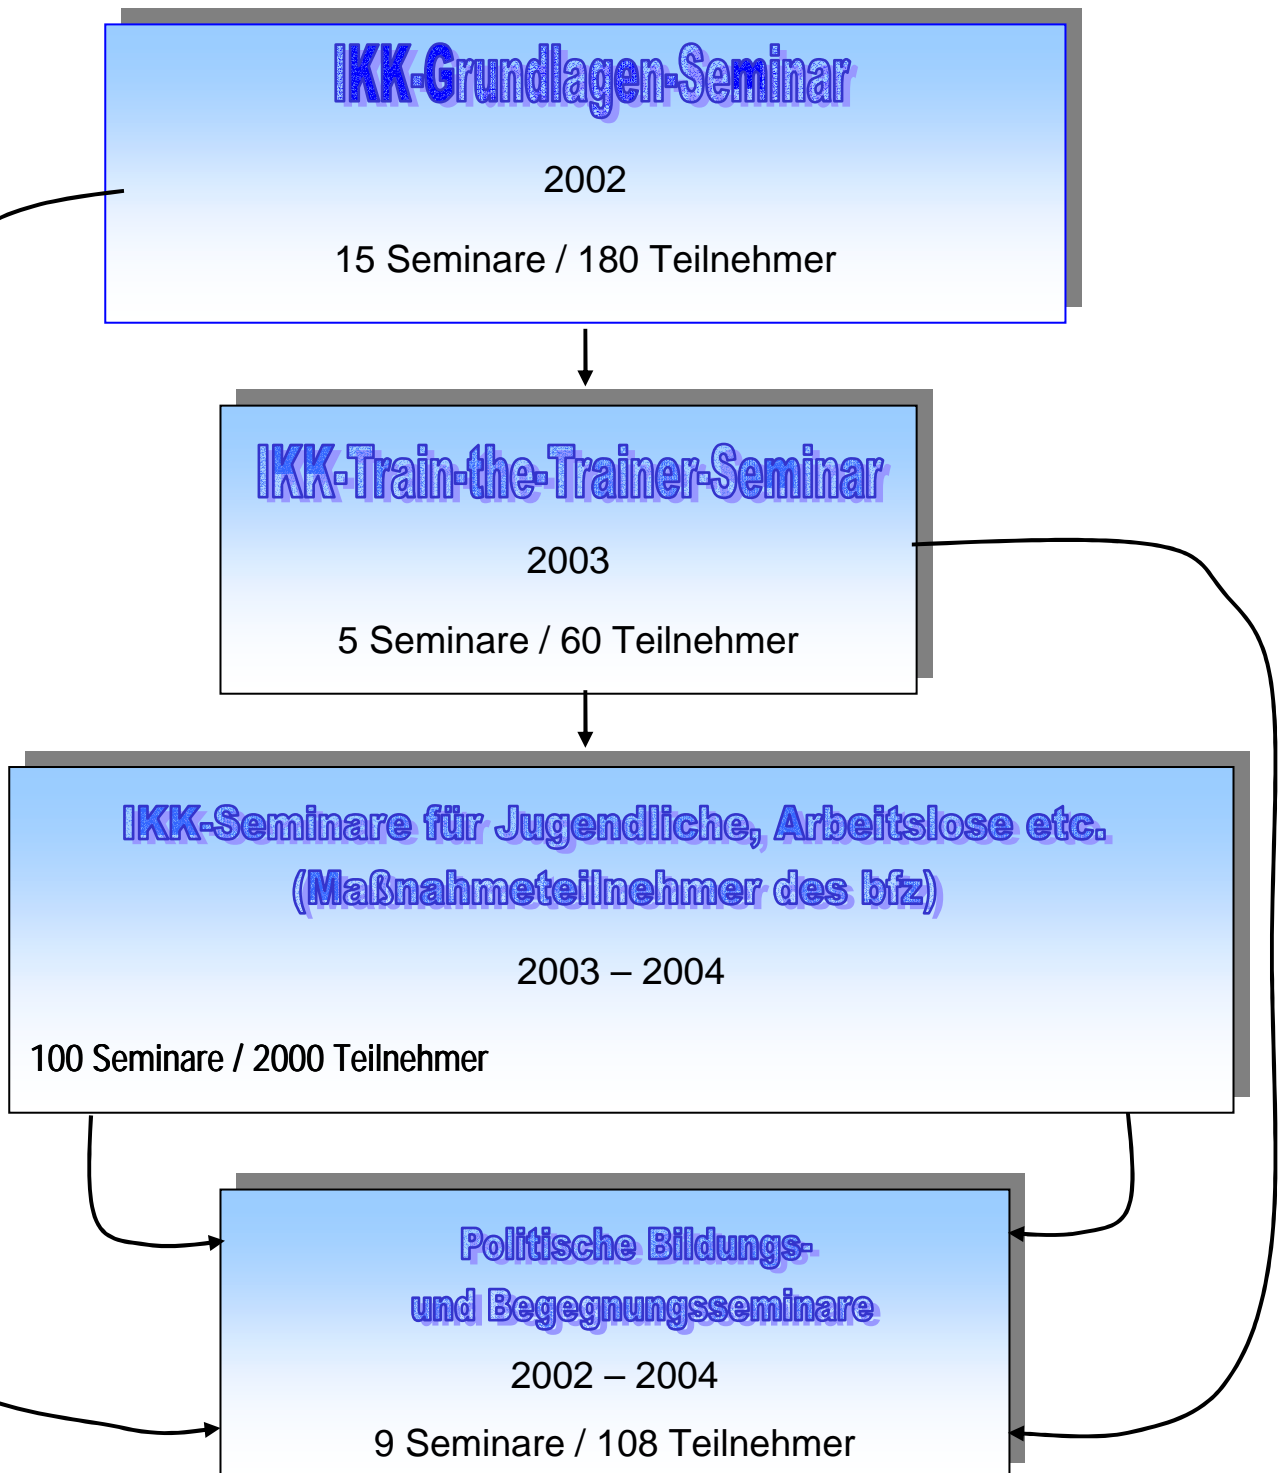 IKK-Grundlagen-Seminar
2002
15 Seminare / 180 Teilnehmer
IKK-Train-the-Trainer-Seminar
2003
5 Seminare / 60 Teilnehmer
IKK-Seminare für Jugendliche, Arbeitslose etc.
(Maßnahmeteilnehmer des bfz)
2003 – 2004
100 Seminare / 2000 Teilnehmer
Politische Bildungs-
und Begegnungsseminare
2002 – 2004
9 Seminare / 108 Teilnehmer